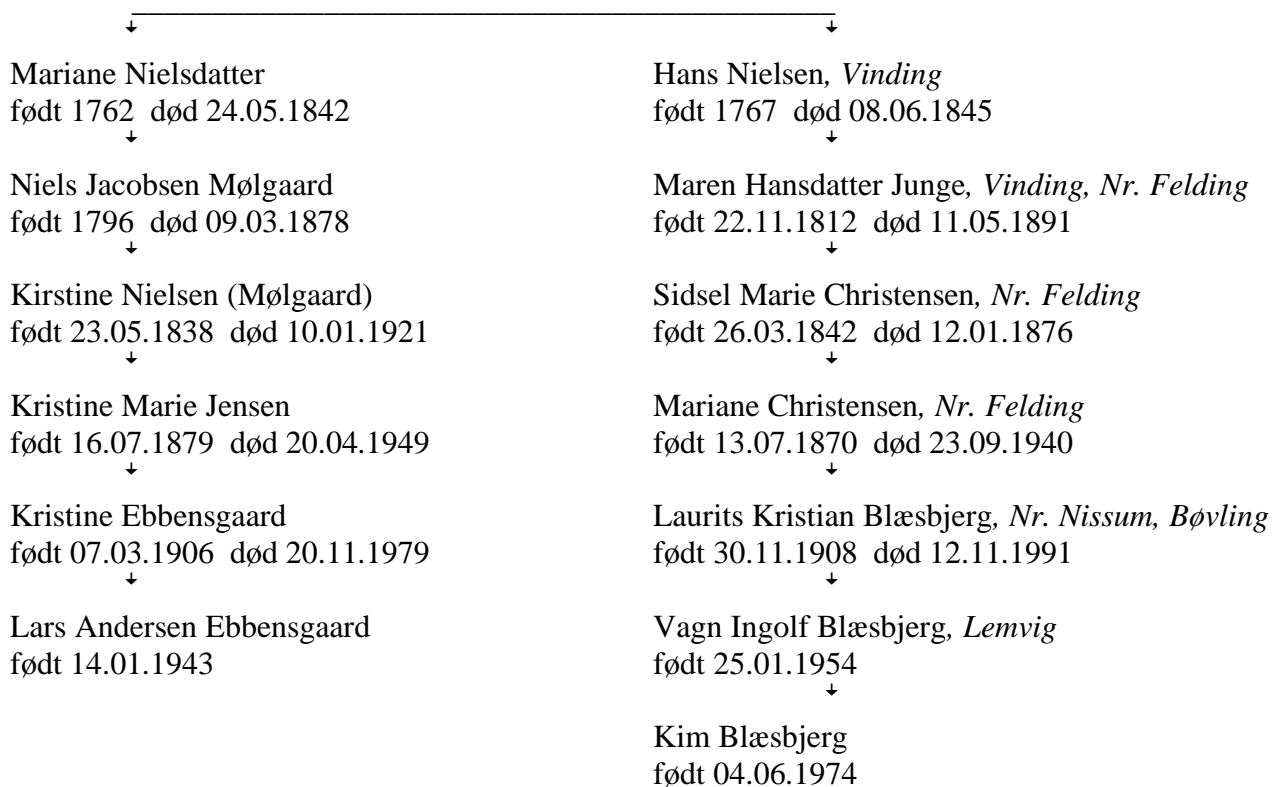 Mariane Nielsdatter
født 1762 død 24.05.1842
Niels Jacobsen Mølgaard
født 1796 død 09.03.1878
Kirstine Nielsen (Mølgaard)
født 23.05.1838 død 10.01.1921
Kristine Marie Jensen
født 16.07.1879 død 20.04.1949
Kristine Ebbensgaard
født 07.03.1906 død 20.11.1979
Lars Andersen Ebbensgaard
født 14.01.1943
Hans Nielsen, Vinding
født 1767 død 08.06.1845
Maren Hansdatter Junge, Vinding, Nr. Felding
født 22.11.1812 død 11.05.1891
Sidsel Marie Christensen, Nr. Felding
født 26.03.1842 død 12.01.1876
Mariane Christensen, Nr. Felding
født 13.07.1870 død 23.09.1940
Laurits Kristian Blæsbjerg, Nr. Nissum, Bøvling
født 30.11.1908 død 12.11.1991
Vagn Ingolf Blæsbjerg, Lemvig
født 25.01.1954
Kim Blæsbjerg
født 04.06.1974